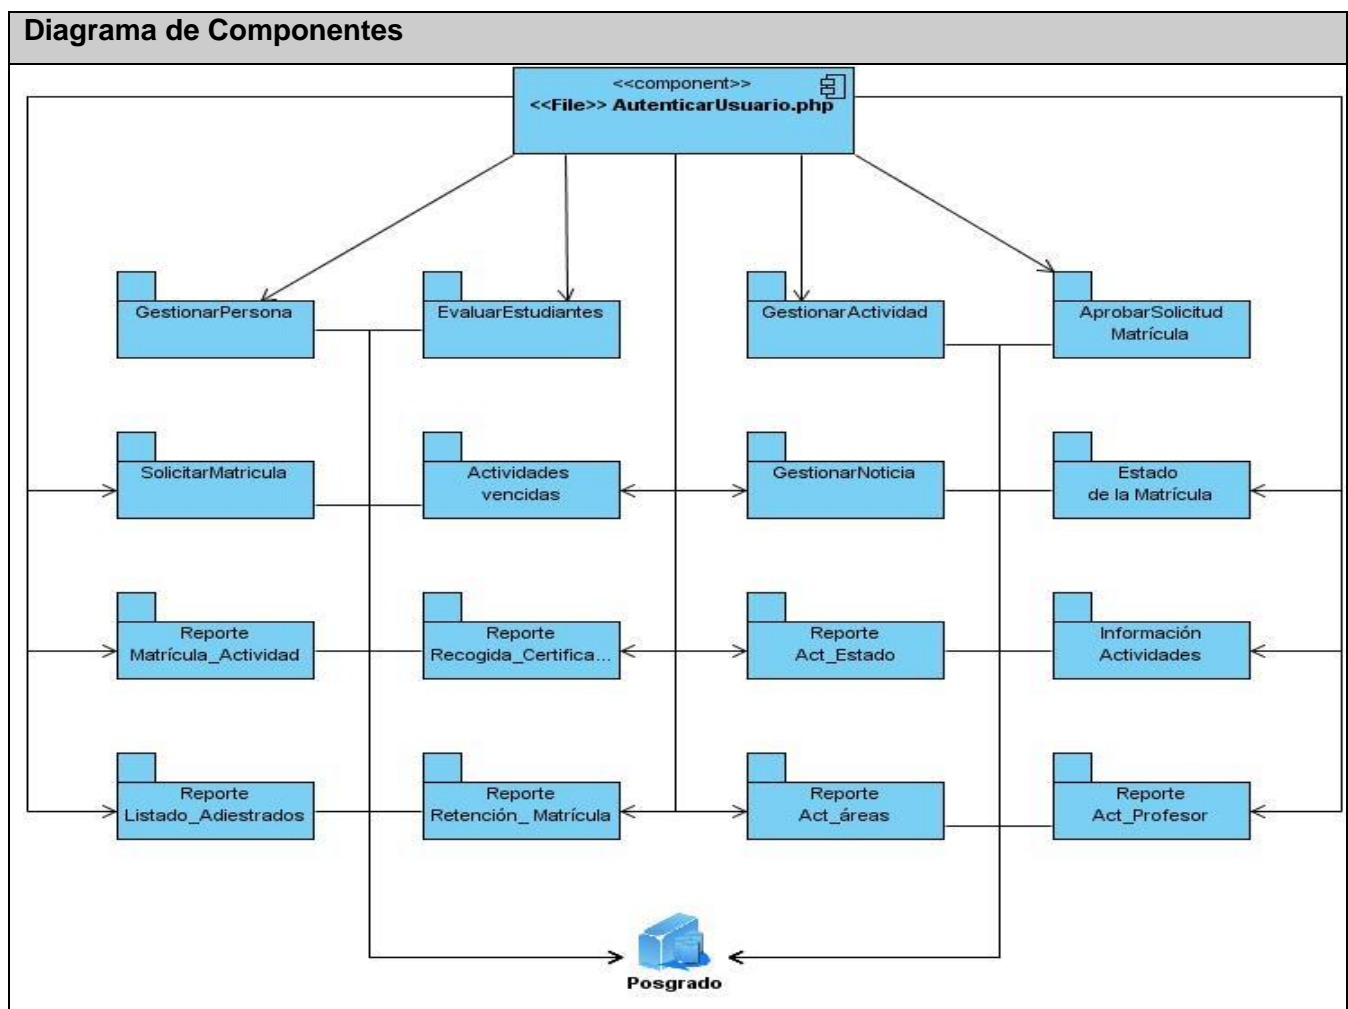 Diagrama de Componentes
<<component>>
<<File>> AutenticarUsuario.php
GestionarPersona
EvaluarEstudiantes
GestionarActividad
AprobarSolicitud
Matrícula
SolicitarMatricula
Actividades
vencidas
GestionarNoticia
Estado
de la Matrícula
Reporte
Matrícula_Actividad
Reporte
Recogida_Certifica...
Reporte
Act_Estado
Información
Actividades
Reporte
Listado_Adiestrados
Reporte
Retención_ Matrícula
Reporte
Act_áreas
Reporte
Act_Profesor
Posgrado